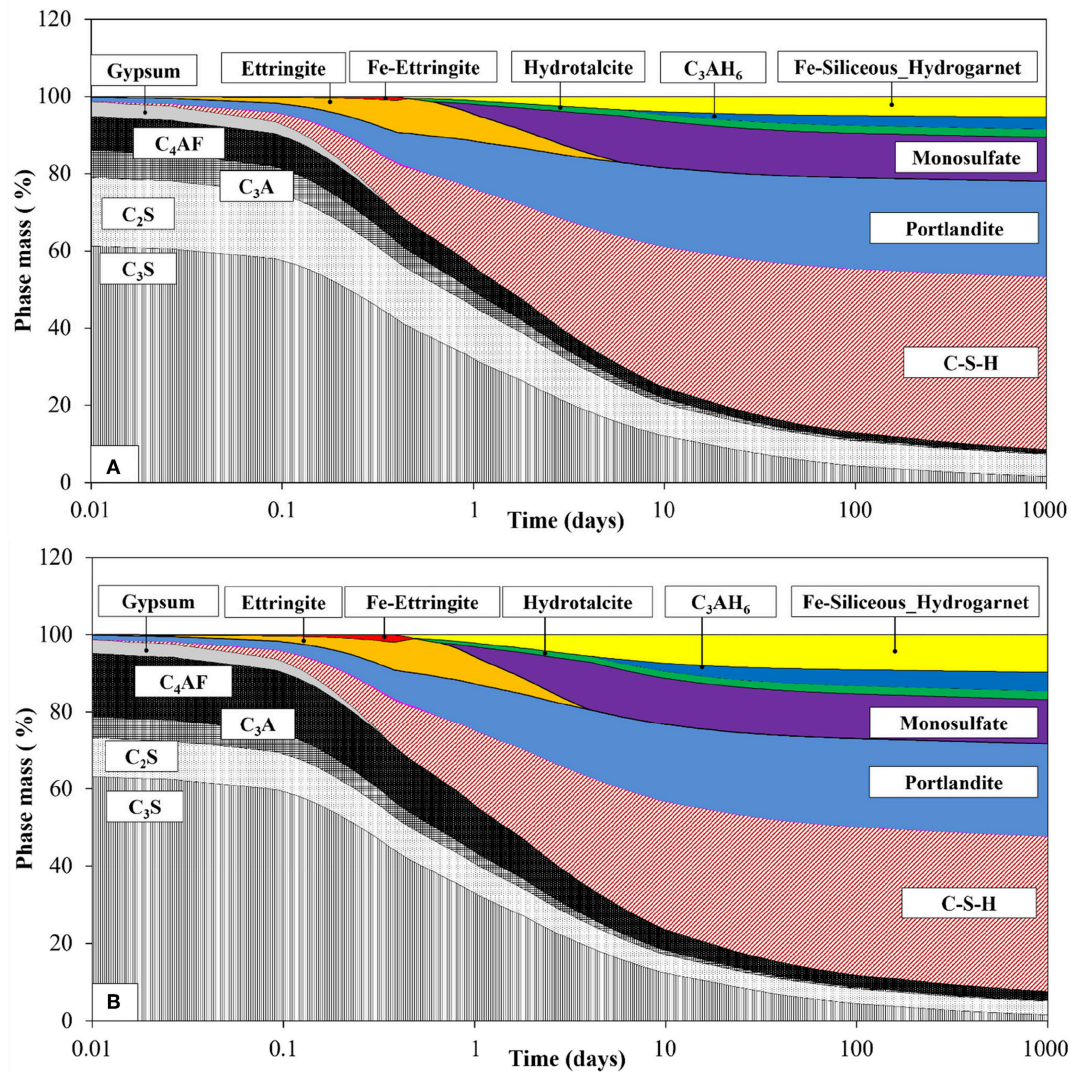 120
Gypsum Ettringite Fe-Ettringite Hydrotalcite C₃AH₆ Fe-Siliceous_Hydrogarnet
100
C₄AF
Monosulfate
80
C₃A
C₂S
Portlandite
60
C₃S
Phase mass ( %)
40
C-S-H
20
A
0
0.01 0.1 1 10 100 1000
Time (days)
120
Gypsum Ettringite Fe-Ettringite Hydrotalcite C₃AH₆ Fe-Siliceous_Hydrogarnet
100
C₄AF
80
C₃A
Monosulfate
C₂S
Portlandite
60
C₃S
Phase mass ( %)
40
C-S-H
20
B
0
0.01 0.1 1 10 100 1000
Time (days)